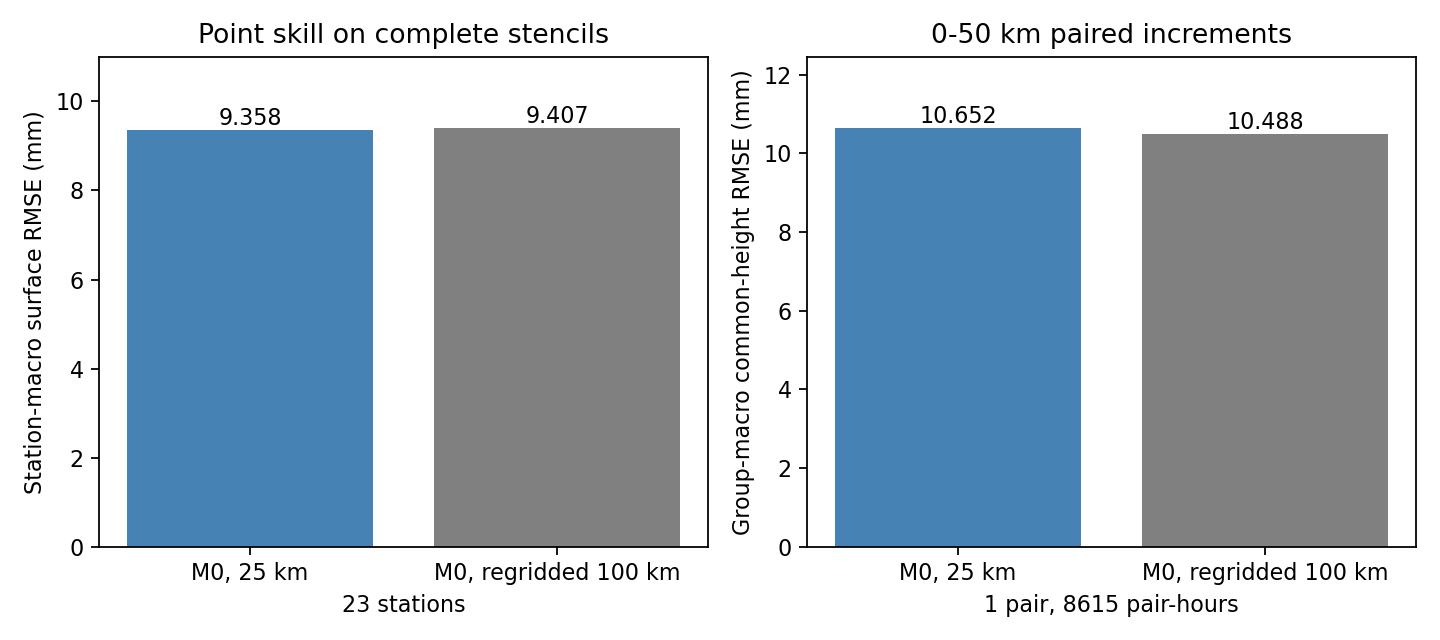 Point skill on complete stencils
Station-macro surface RMSE (mm)
10
8
6
4
2
0
9.358
9.407
M0, 25 km
M0, regridded 100 km
23 stations
0-50 km paired increments
Group-macro common-height RMSE (mm)
12
10
8
6
4
2
0
10.652
10.488
M0, 25 km
M0, regridded 100 km
1 pair, 8615 pair-hours